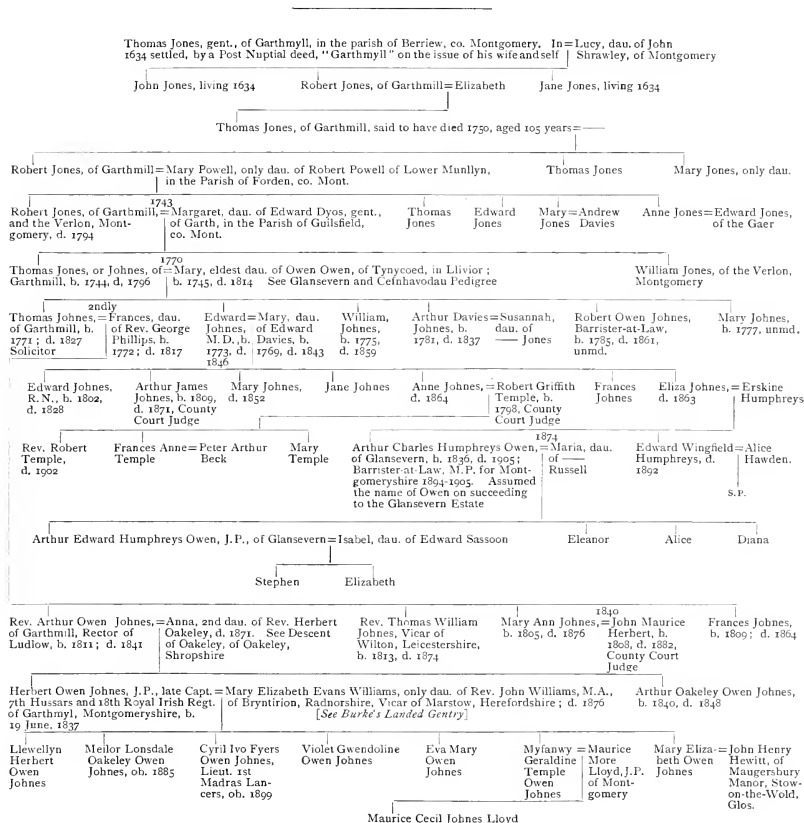 Thomas Jones, gent., of Garthmyll, in the parish of Berriew, co. Montgomery. In = Lucy, dau. of John
1634 settled, by a Post Nuptial deed, "Garthmyll" on the issue of his wife and self Shrawley, of Montgomery
John Jones, living 1634 Robert Jones, of Garthmill = Elizabeth Jane Jones, living 1634
Thomas Jones, of Garthmill, said to have died 1750, aged 105 years = ——
Robert Jones, of Garthmill = Mary Powell, only dau. of Robert Powell of Lower Munllyn, Thomas Jones Mary Jones, only dau.
in the Parish of Forden, co. Mont.
1743
Robert Jones, of Garthmill, = Margaret, dau. of Edward Dyos, gent., Thomas Edward Mary = Andrew Anne Jones = Edward Jones,
and the Verlon, Mont- of Garth, in the Parish of Guilsfield, Jones Jones Jones Davies of the Gaer
gomery, d. 1794 co. Mont.
1770
Thomas Jones, or Johnes, of = Mary, eldest dau. of Owen Owen, of Tynycoed, in Llivior ; William Jones, of the Verlon,
Garthmill, b. 1744, d, 1796 b. 1745, d. 1814 See Glansevern and Cefnhavodau Pedigree Montgomery
2ndly
Thomas Johnes, = Frances, dau. Edward = Mary, dau. William, Arthur Davies = Susannah, Robert Owen Johnes, Mary Johnes,
of Garthmill, b. of Rev. George Johnes, of Edward Johnes, Johnes, b. dau. of Barrister-at-Law, b. 1777, unmd.
1771 ; d. 1827 Phillips, b. M.D., b. Davies, b. b. 1775, 1781, d. 1837 —— Jones b. 1785, d. 1861,
Solicitor 1772 ; d. 1817 1773, d. 1769, d. 1843 d. 1859 unmd.
1846
Edward Johnes, Arthur James Mary Johnes, Jane Johnes Anne Johnes, = Robert Griffith Frances Eliza Johnes, = Erskine
R.N., b. 1802, Johnes, b. 1809, d. 1852 d. 1864 Temple, b. Johnes d. 1863 Humphreys
d. 1828 d. 1871, County 1798, County
Court Judge Court Judge
1874
Rev. Robert Frances Anne = Peter Arthur Mary Arthur Charles Humphreys Owen, = Maria, dau. Edward Wingfield = Alice
Temple, Temple Beck Temple of Glansevern, b. 1836, d. 1905 ; of —— Humphreys, d. Hawden.
d. 1902 Barrister-at-Law, M.P. for Mont- Russell 1892
gomeryshire 1894-1905. Assumed
the name of Owen on succeeding S.P.
to the Glansevern Estate
Arthur Edward Humphreys Owen, J.P., of Glansevern = Isabel, dau. of Edward Sassoon Eleanor Alice Diana
Stephen Elizabeth
1840
Rev. Arthur Owen Johnes, = Anna, 2nd dau. of Rev. Herbert Rev. Thomas William Mary Ann Johnes, = John Maurice Frances Johnes,
of Garthmill, Rector of Oakeley, d. 1871. See Descent Johnes, Vicar of b. 1805, d. 1876 Herbert, b. b. 1809 ; d. 1864
Ludlow, b. 1811 ; d. 1841 of Oakeley, of Oakeley, Wilton, Leicestershire, 1808, d. 1882,
Shropshire b. 1813, d. 1874 County Court
Judge
Herbert Owen Johnes, J.P., late Capt. = Mary Elizabeth Evans Williams, only dau. of Rev. John Williams, M.A., Arthur Oakeley Owen Johnes,
7th Hussars and 18th Royal Irish Regt. of Bryntirion, Radnorshire, Vicar of Marstow, Herefordshire ; d. 1876 b. 1840, d. 1848
of Garthmyl, Montgomeryshire, b. [See Burke's Landed Gentry]
19 June, 1837
Llewellyn Meilor Lonsdale Cyril Ivo Fyers Violet Gwendoline Eva Mary Myfanwy = Maurice Mary Eliza- = John Henry
Herbert Oakeley Owen Owen Johnes, Owen Johnes Owen Geraldine More beth Owen Hewitt, of
Owen Johnes, ob. 1885 Lieut. 1st Johnes Temple Lloyd, J.P. Johnes Maugersbury
Johnes Madras Lan- Owen of Mont- Manor, Stow-
cers, ob. 1899 Johnes gomery on-the-Wold,
Glos.
Maurice Cecil Johnes Lloyd